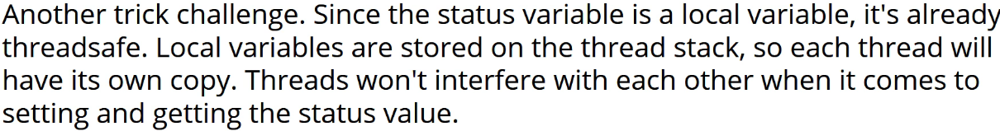 Another trick challenge. Since the status variable is a local variable, it's already
threadsafe. Local variables are stored on the thread stack, so each thread will
have its own copy. Threads won't interfere with each other when it comes to
setting and getting the status value.